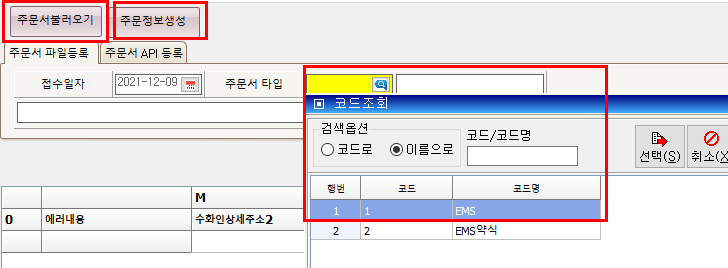 주문서불러오기 주문정보생성
주문서 파일등록 주문서 API 등록
접수일자 2021-12-09 주문서 타입
코드조회
검색옵션
코드로 이름으로
코드/코드명
선택(S) 취소(X
행번 코드 코드명
1 1 EMS
2 2 EMS약식
M
0 에러내용 수화인상세주소2